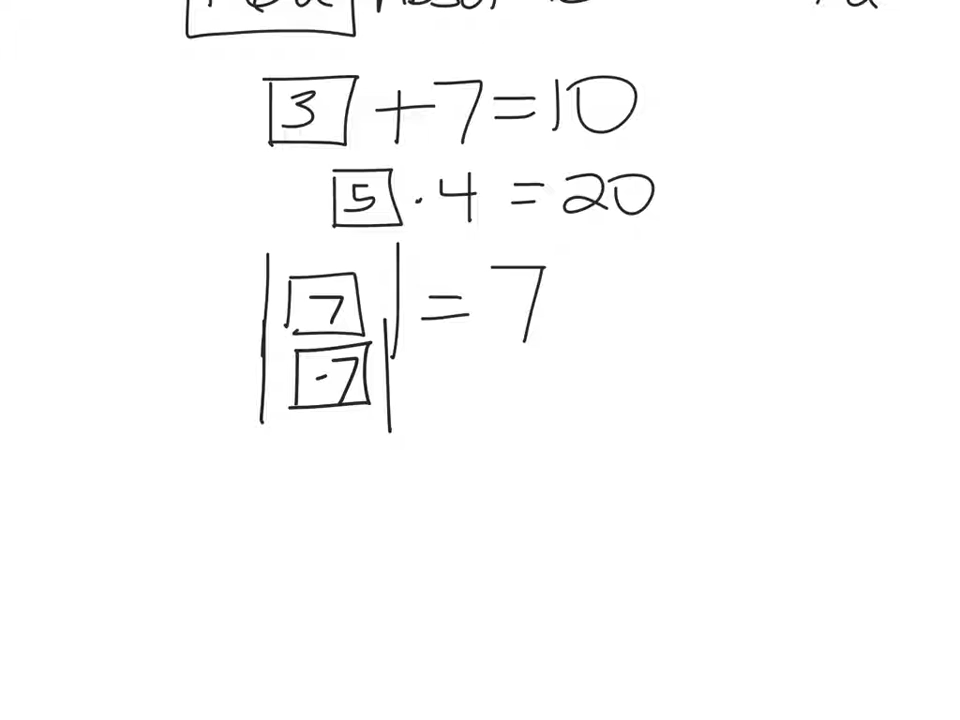 3 + 7 = 10
5 · 4 = 20
| 7 | = 7
| -7 |